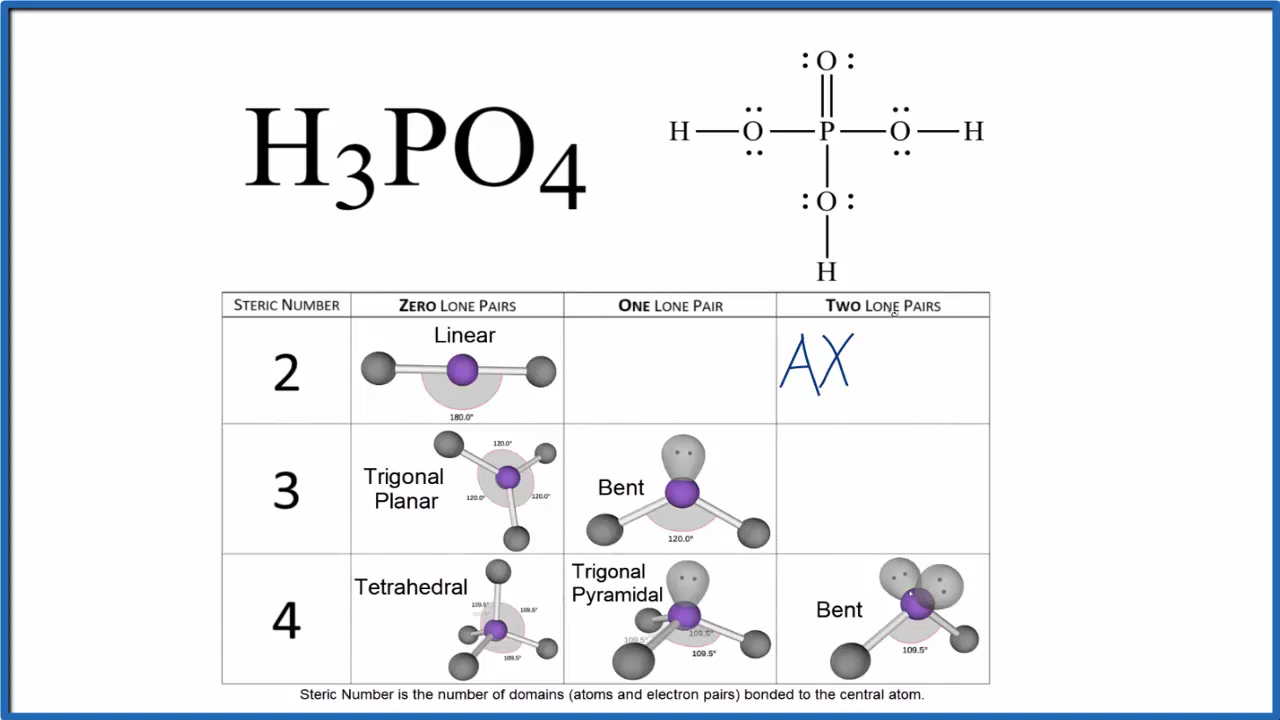 H3PO4
: O :
H — O — P — O — H
: O :
H
STERIC NUMBER ZERO LONE PAIRS ONE LONE PAIR TWO LONE PAIRS
2
Linear
180.0°
AX
3
Trigonal
Planar
120.0°
120.0°
120.0°
Bent
120.0°
4
Tetrahedral
109.5°
109.5°
109.5°
Trigonal
Pyramidal
109.5°
109.5°
109.5°
Bent
109.5°
Steric Number is the number of domains (atoms and electron pairs) bonded to the central atom.